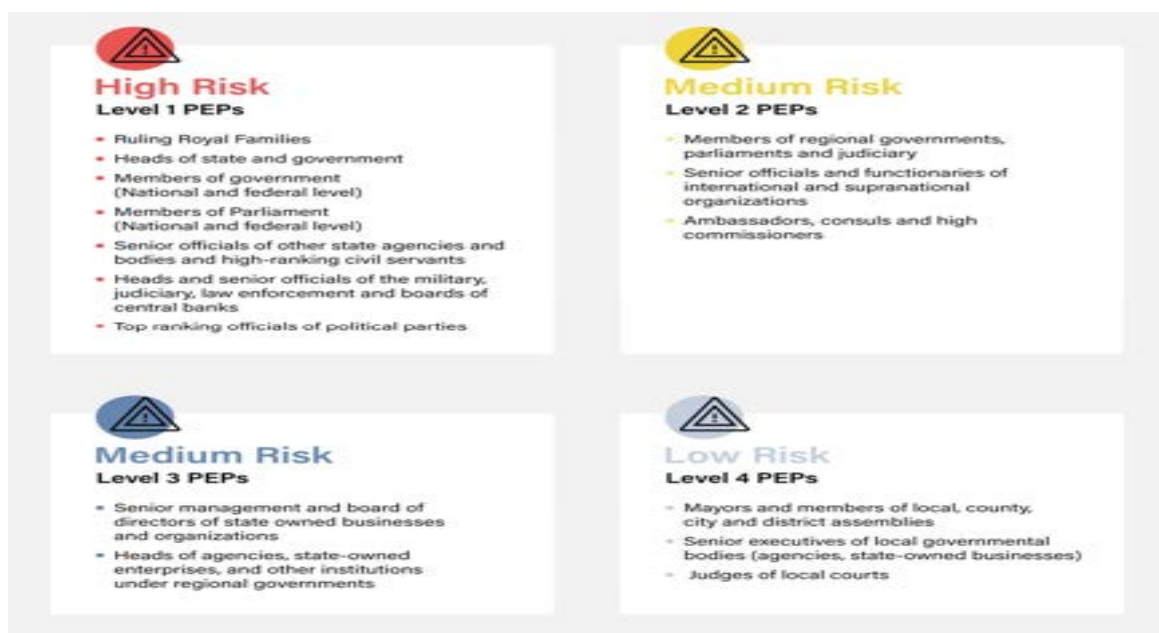 High Risk
Level 1 PEPs
• Ruling Royal Families
• Heads of state and government
• Members of government
(National and federal level)
• Members of Parliament
(National and federal level)
• Senior officials of other state agencies and
bodies and high-ranking civil servants
• Heads and senior officials of the military,
judiciary, law enforcement and boards of
central banks
• Top ranking officials of political parties
Medium Risk
Level 2 PEPs
• Members of regional governments,
parliaments and judiciary
• Senior officials and functionaries of
international and supranational
organizations
• Ambassadors, consuls and high
commissioners
Medium Risk
Level 3 PEPs
• Senior management and board of
directors of state owned businesses
and organizations
• Heads of agencies, state-owned
enterprises, and other institutions
under regional governments
Low Risk
Level 4 PEPs
• Mayors and members of local, county,
city and district assemblies
• Senior executives of local governmental
bodies (agencies, state-owned businesses)
• Judges of local courts